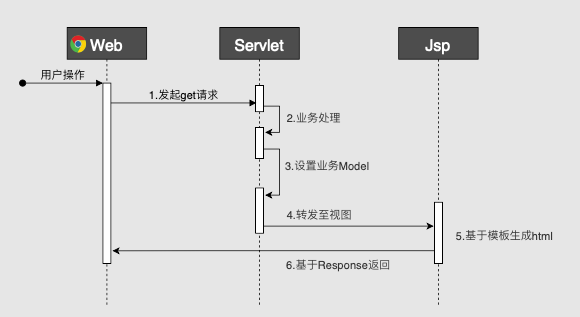 Web
Servlet
Jsp
用户操作
1.发起get请求
2.业务处理
3.设置业务Model
4.转发至视图
5.基于模板生成html
6.基于Response返回